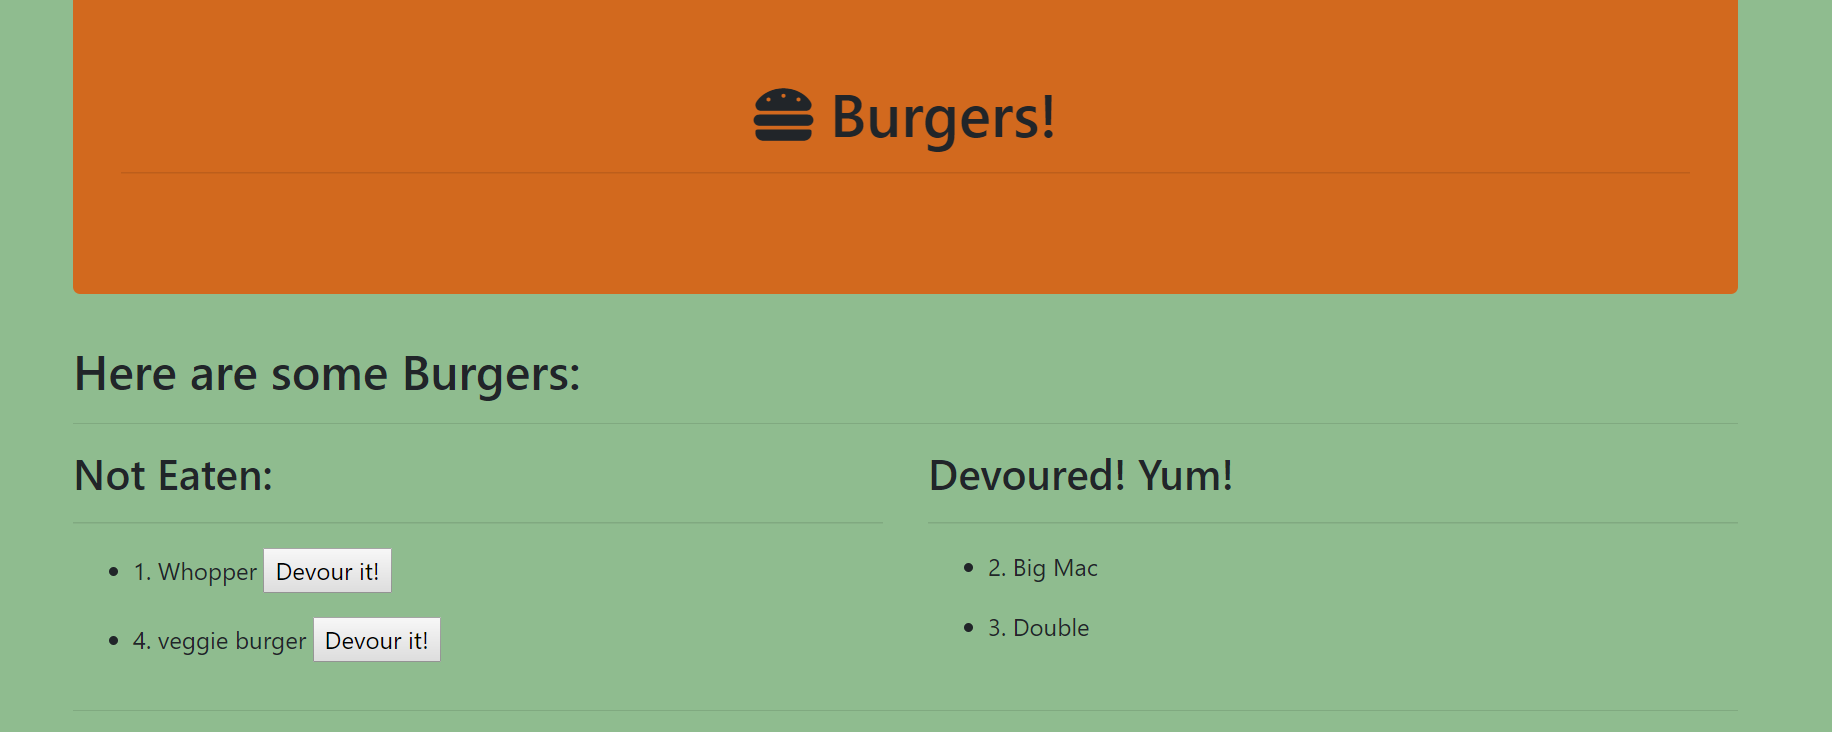 Burgers!
Here are some Burgers:
Not Eaten:
1. Whopper Devour it!
4. veggie burger Devour it!
Devoured! Yum!
2. Big Mac
3. Double